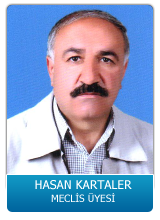 HASAN KARTALER
MECLİS ÜYESİ